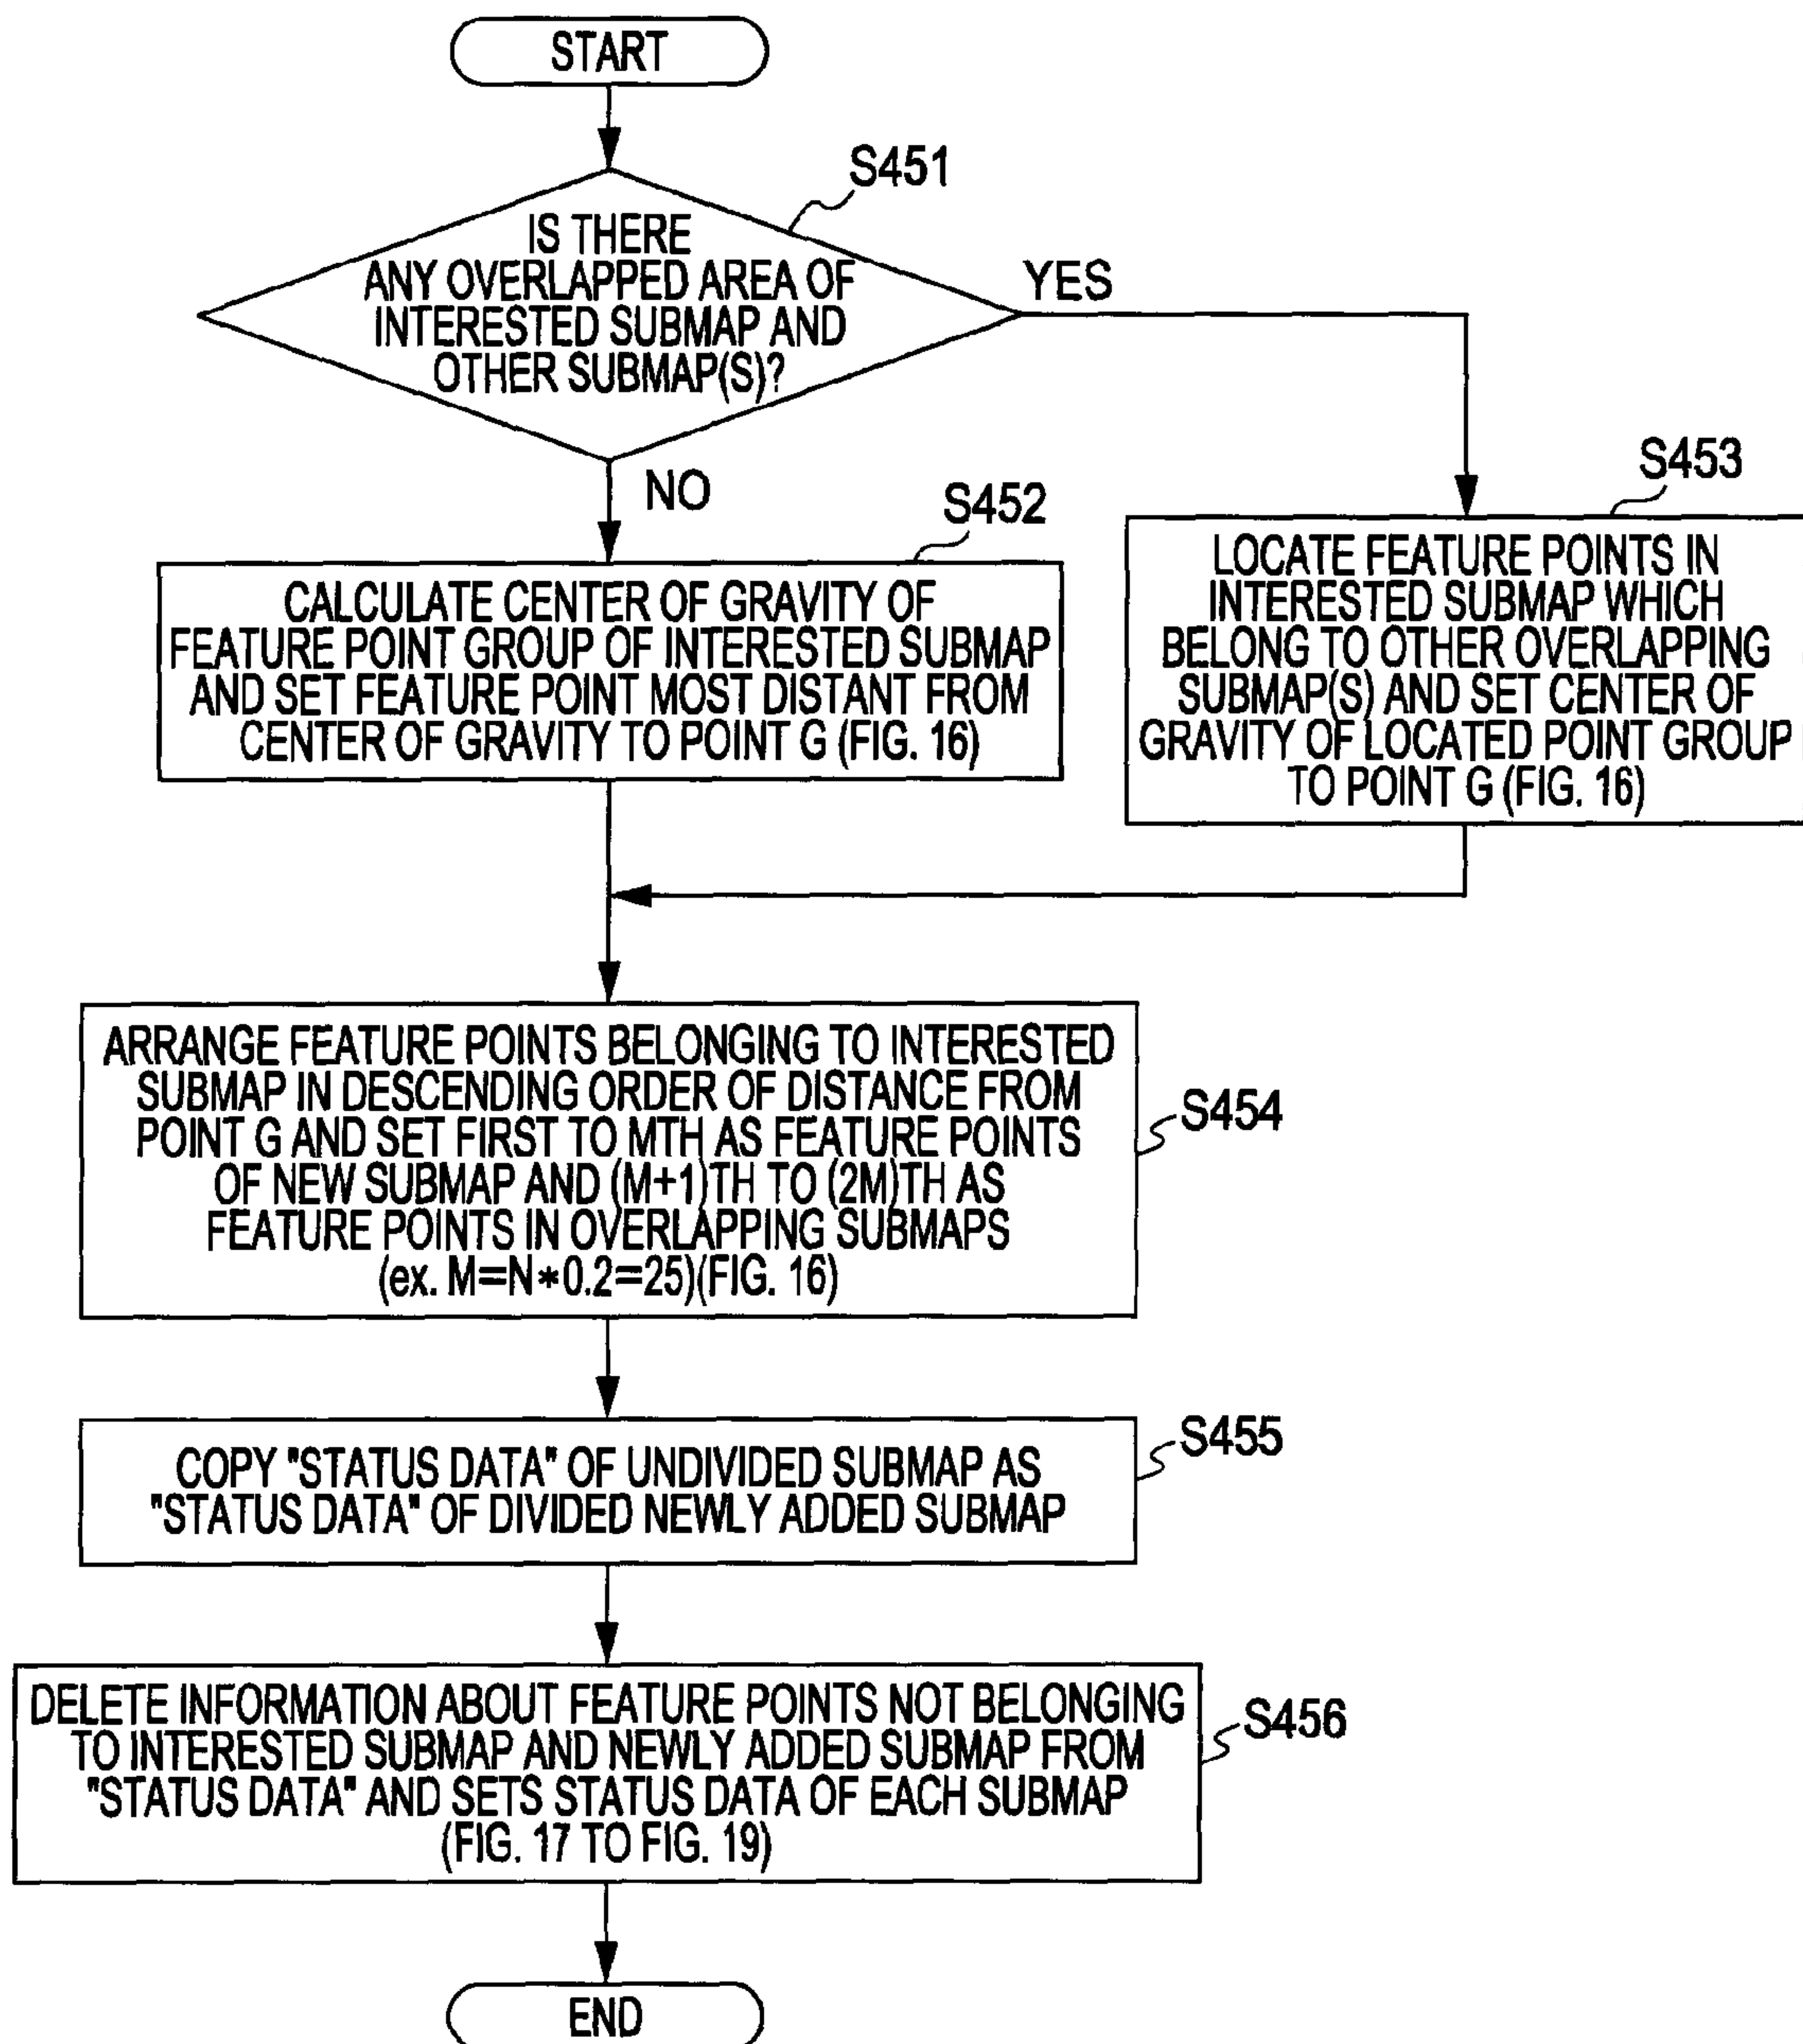 START
S451
IS THERE
ANY OVERLAPPED AREA OF
INTERESTED SUBMAP AND
OTHER SUBMAP(S)?
YES
NO
S452
CALCULATE CENTER OF GRAVITY OF
FEATURE POINT GROUP OF INTERESTED SUBMAP
AND SET FEATURE POINT MOST DISTANT FROM
CENTER OF GRAVITY TO POINT G (FIG. 16)
S453
LOCATE FEATURE POINTS IN
INTERESTED SUBMAP WHICH
BELONG TO OTHER OVERLAPPING
SUBMAP(S) AND SET CENTER OF
GRAVITY OF LOCATED POINT GROUP
TO POINT G (FIG. 16)
ARRANGE FEATURE POINTS BELONGING TO INTERESTED
SUBMAP IN DESCENDING ORDER OF DISTANCE FROM
POINT G AND SET FIRST TO MTH AS FEATURE POINTS
OF NEW SUBMAP AND (M+1)TH TO (2M)TH AS
FEATURE POINTS IN OVERLAPPING SUBMAPS
(ex. M=N*0.2=25)(FIG. 16)
S454
COPY "STATUS DATA" OF UNDIVIDED SUBMAP AS
"STATUS DATA" OF DIVIDED NEWLY ADDED SUBMAP
S455
DELETE INFORMATION ABOUT FEATURE POINTS NOT BELONGING
TO INTERESTED SUBMAP AND NEWLY ADDED SUBMAP FROM
"STATUS DATA" AND SETS STATUS DATA OF EACH SUBMAP
(FIG. 17 TO FIG. 19)
S456
END